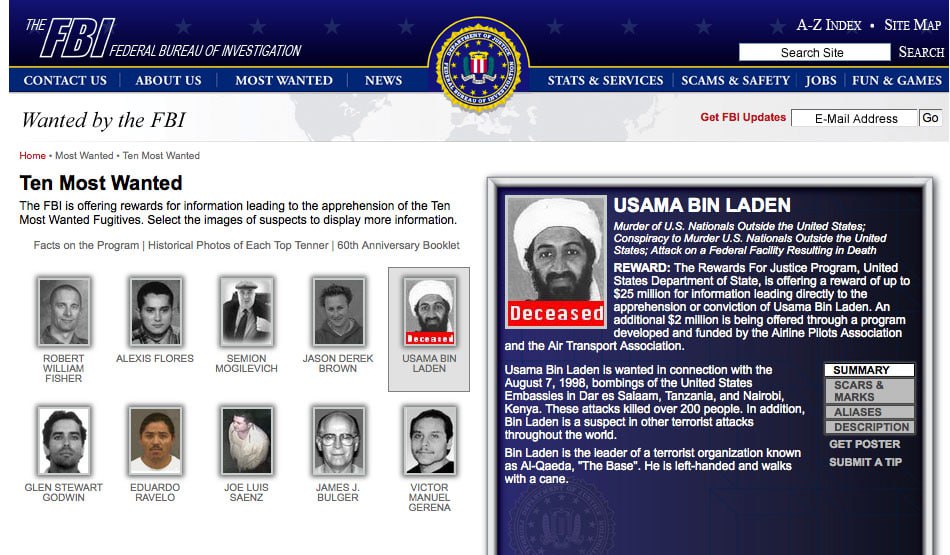 THE FBI FEDERAL BUREAU OF INVESTIGATION
A-Z INDEX • SITE MAP
Search Site SEARCH
DEPARTMENT OF JUSTICE
FEDERAL BUREAU OF INVESTIGATION
CONTACT US ABOUT US MOST WANTED NEWS STATS & SERVICES SCAMS & SAFETY JOBS FUN & GAMES
Wanted by the FBI
Get FBI Updates E-Mail Address Go
Home • Most Wanted • Ten Most Wanted
Ten Most Wanted
The FBI is offering rewards for information leading to the apprehension of the Ten
Most Wanted Fugitives. Select the images of suspects to display more information.
Facts on the Program | Historical Photos of Each Top Tenner | 60th Anniversary Booklet
Deceased
ROBERT
WILLIAM
FISHER
ALEXIS FLORES
SEMION
MOGILEVICH
JASON DEREK
BROWN
USAMA BIN
LADEN
GLEN STEWART
GODWIN
EDUARDO
RAVELO
JOE LUIS
SAENZ
JAMES J.
BULGER
VICTOR
MANUEL
GERENA
Deceased
USAMA BIN LADEN
Murder of U.S. Nationals Outside the United States;
Conspiracy to Murder U.S. Nationals Outside the United
States; Attack on a Federal Facility Resulting in Death
REWARD: The Rewards For Justice Program, United
States Department of State, is offering a reward of up to
$25 million for information leading directly to the
apprehension or conviction of Usama Bin Laden. An
additional $2 million is being offered through a program
developed and funded by the Airline Pilots Association
and the Air Transport Association.
Usama Bin Laden is wanted in connection with the
August 7, 1998, bombings of the United States
Embassies in Dar es Salaam, Tanzania, and Nairobi,
Kenya. These attacks killed over 200 people. In addition,
Bin Laden is a suspect in other terrorist attacks
throughout the world.
Bin Laden is the leader of a terrorist organization known
as Al-Qaeda, "The Base". He is left-handed and walks
with a cane.
SUMMARY
SCARS &
MARKS
ALIASES
DESCRIPTION
GET POSTER
SUBMIT A TIP